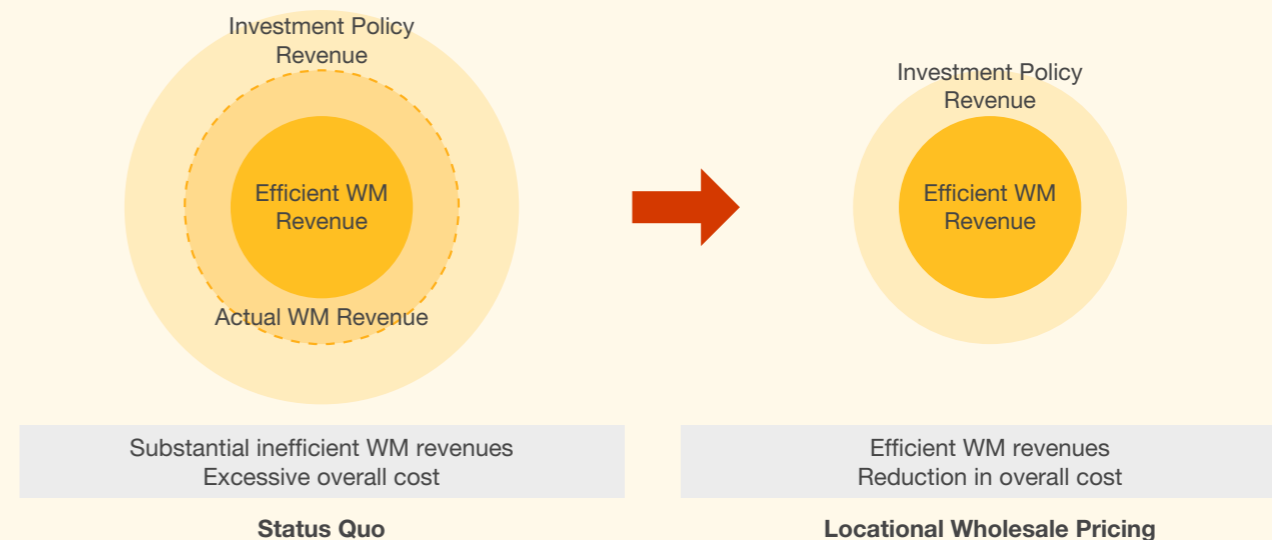 Investment Policy
Revenue
Efficient WM
Revenue
Actual WM Revenue
Substantial inefficient WM revenues
Excessive overall cost
Status Quo
Investment Policy
Revenue
Efficient WM
Revenue
Efficient WM revenues
Reduction in overall cost
Locational Wholesale Pricing